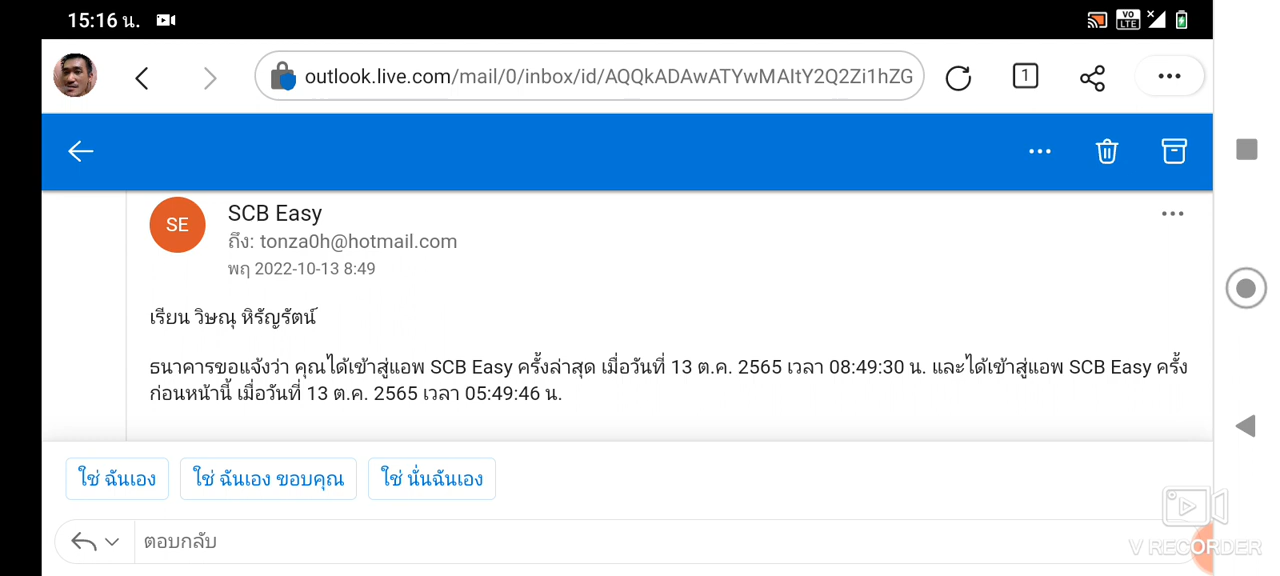 15:16 น.
VO LTE
outlook.live.com/mail/0/inbox/id/AQQkADAwATYwMAItY2Q2Zi1hZG
1
SE
SCB Easy
ถึง: tonza0h@hotmail.com
พฤ 2022-10-13 8:49
เรียน วิษณุ หิรัญรัตน์
ธนาคารขอแจ้งว่า คุณได้เข้าสู่แอพ SCB Easy ครั้งล่าสุด เมื่อวันที่ 13 ต.ค. 2565 เวลา 08:49:30 น. และได้เข้าสู่แอพ SCB Easy ครั้ง
ก่อนหน้านี้ เมื่อวันที่ 13 ต.ค. 2565 เวลา 05:49:46 น.
ใช่ ฉันเอง
ใช่ ฉันเอง ขอบคุณ
ใช่ นั่นฉันเอง
ตอบกลับ
V RECORDER